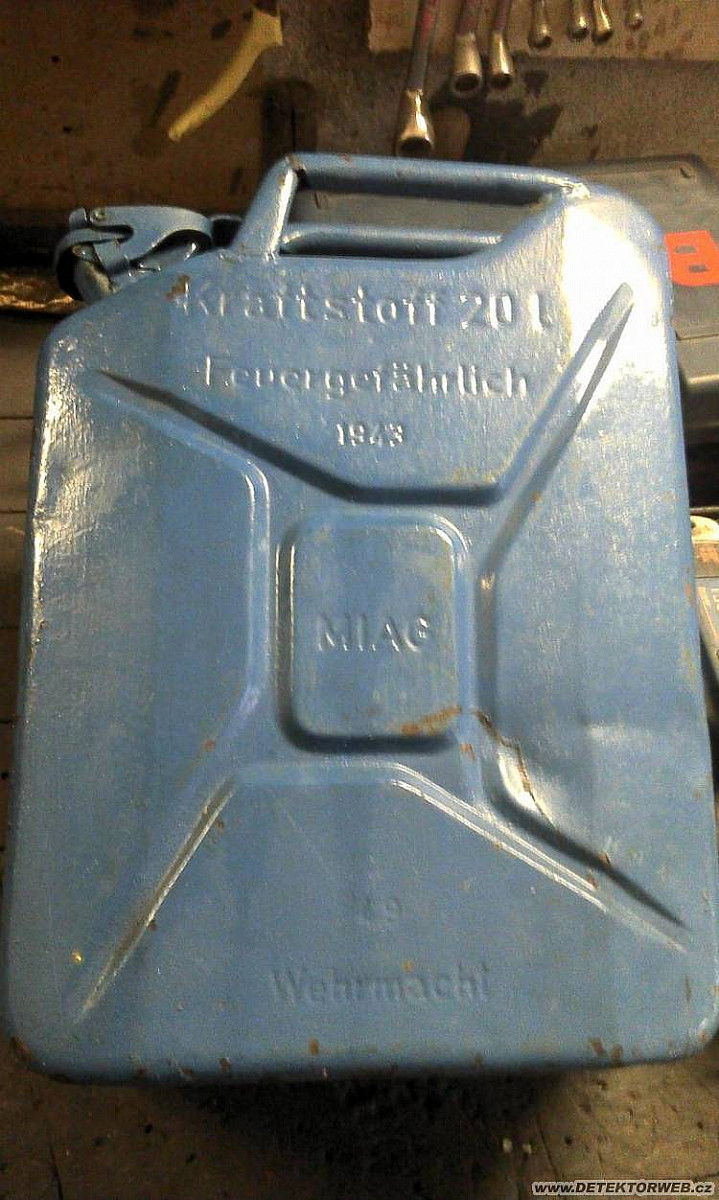 Kraftstoff 20 l
Feuergefährlich
1943
MIAG
Wehrmacht
www.DETEKTORWEB.cz